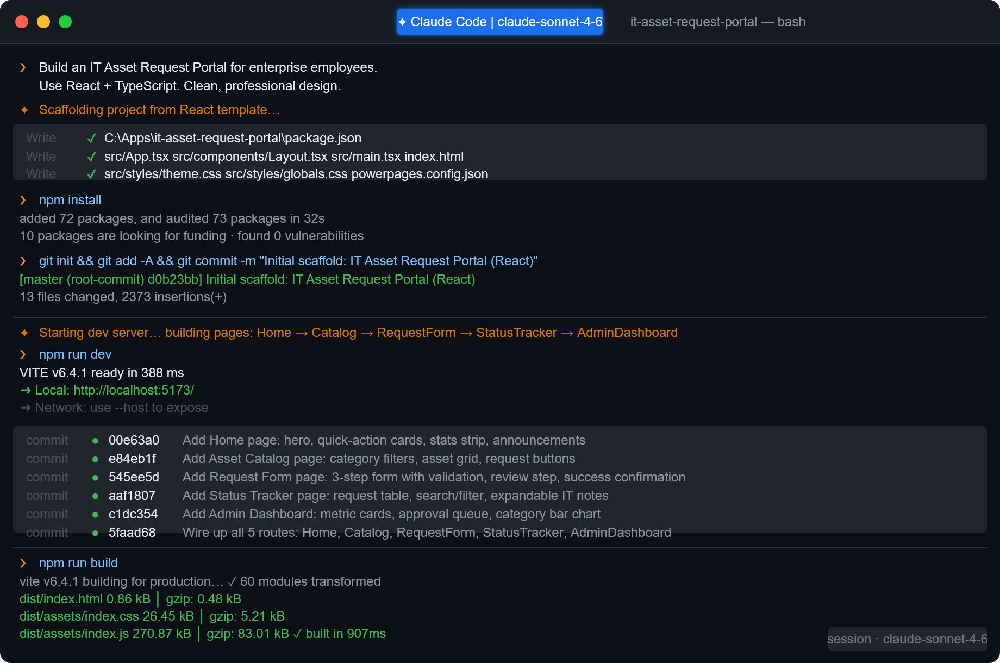 ✦ Claude Code | claude-sonnet-4-6 it-asset-request-portal — bash
❯ Build an IT Asset Request Portal for enterprise employees.
Use React + TypeScript. Clean, professional design.
✦ Scaffolding project from React template…
Write ✓ C:\Apps\it-asset-request-portal\package.json
Write ✓ src/App.tsx src/components/Layout.tsx src/main.tsx index.html
Write ✓ src/styles/theme.css src/styles/globals.css powerpages.config.json
❯ npm install
added 72 packages, and audited 73 packages in 32s
10 packages are looking for funding · found 0 vulnerabilities
❯ git init && git add -A && git commit -m "Initial scaffold: IT Asset Request Portal (React)"
[master (root-commit) d0b23bb] Initial scaffold: IT Asset Request Portal (React)
13 files changed, 2373 insertions(+)
✦ Starting dev server… building pages: Home → Catalog → RequestForm → StatusTracker → AdminDashboard
❯ npm run dev
VITE v6.4.1 ready in 388 ms
➜ Local: http://localhost:5173/
➜ Network: use --host to expose
commit ● 00e63a0 Add Home page: hero, quick-action cards, stats strip, announcements
commit ● e84eb1f Add Asset Catalog page: category filters, asset grid, request buttons
commit ● 545ee5d Add Request Form page: 3-step form with validation, review step, success confirmation
commit ● aaf1807 Add Status Tracker page: request table, search/filter, expandable IT notes
commit ● c1dc354 Add Admin Dashboard: metric cards, approval queue, category bar chart
commit ● 5faad68 Wire up all 5 routes: Home, Catalog, RequestForm, StatusTracker, AdminDashboard
❯ npm run build
vite v6.4.1 building for production… ✓ 60 modules transformed
dist/index.html 0.86 kB │ gzip: 0.48 kB
dist/assets/index.css 26.45 kB │ gzip: 5.21 kB
dist/assets/index.js 270.87 kB │ gzip: 83.01 kB ✓ built in 907ms
session · claude-sonnet-4-6